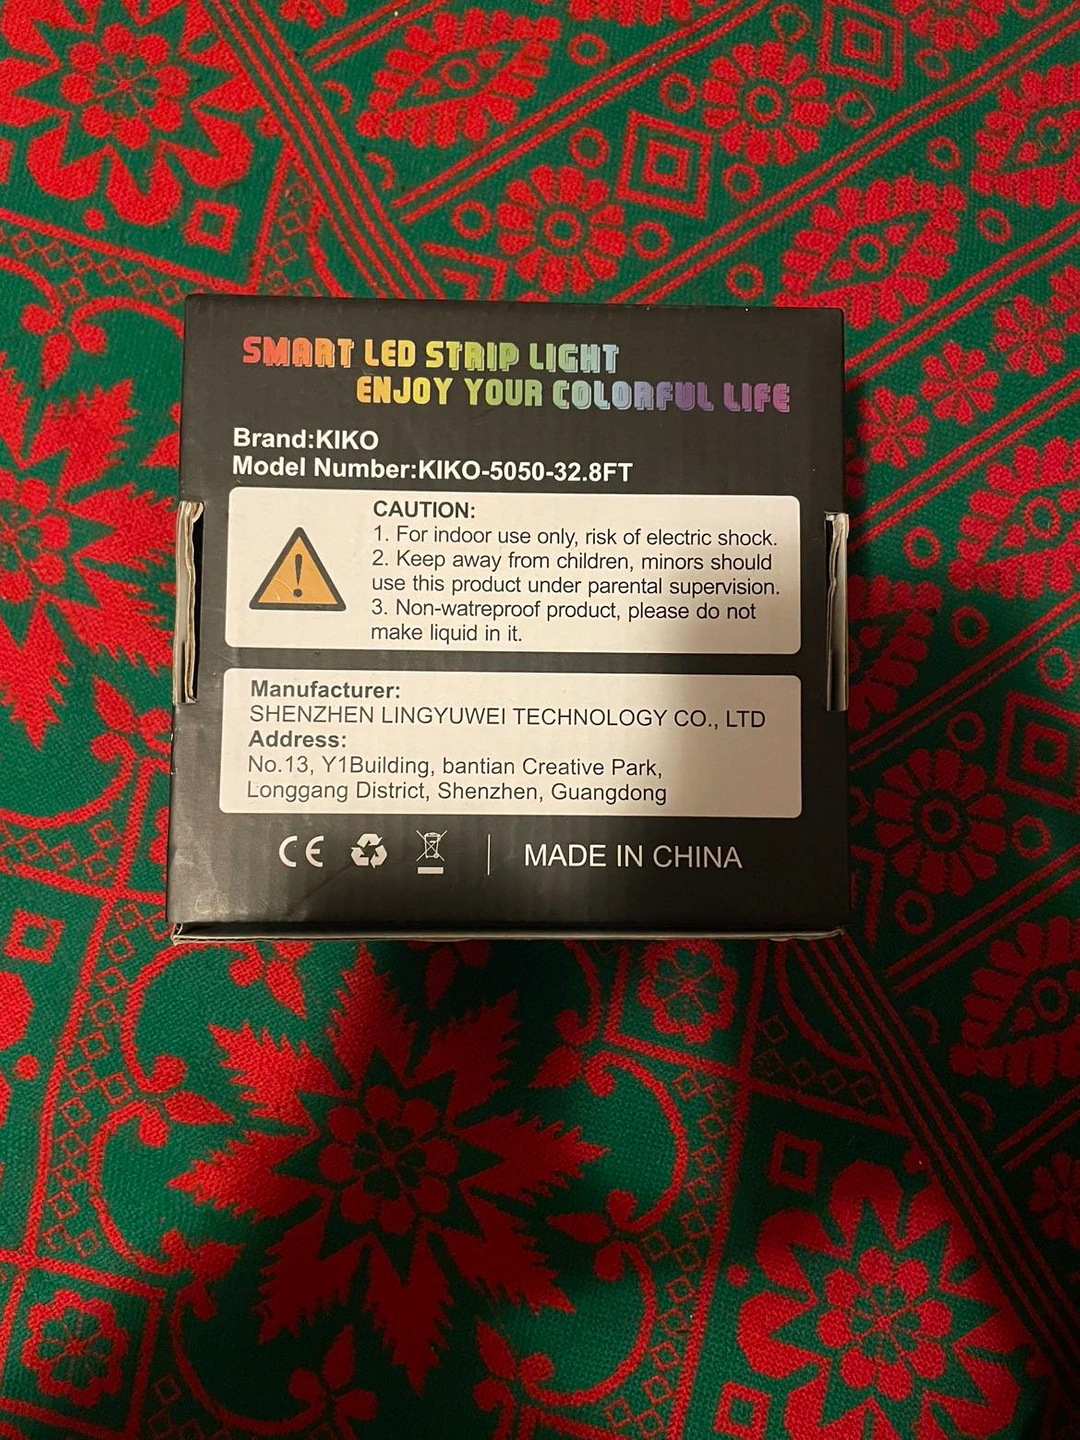 SMART LED STRIP LIGHT
ENJOY YOUR COLORFUL LIFE
Brand:KIKO
Model Number:KIKO-5050-32.8FT
CAUTION:
1. For indoor use only, risk of electric shock.
2. Keep away from children, minors should
use this product under parental supervision.
3. Non-watreproof product, please do not
make liquid in it.
Manufacturer:
SHENZHEN LINGYUWEI TECHNOLOGY CO., LTD
Address:
No.13, Y1Building, bantian Creative Park,
Longgang District, Shenzhen, Guangdong
CE MADE IN CHINA